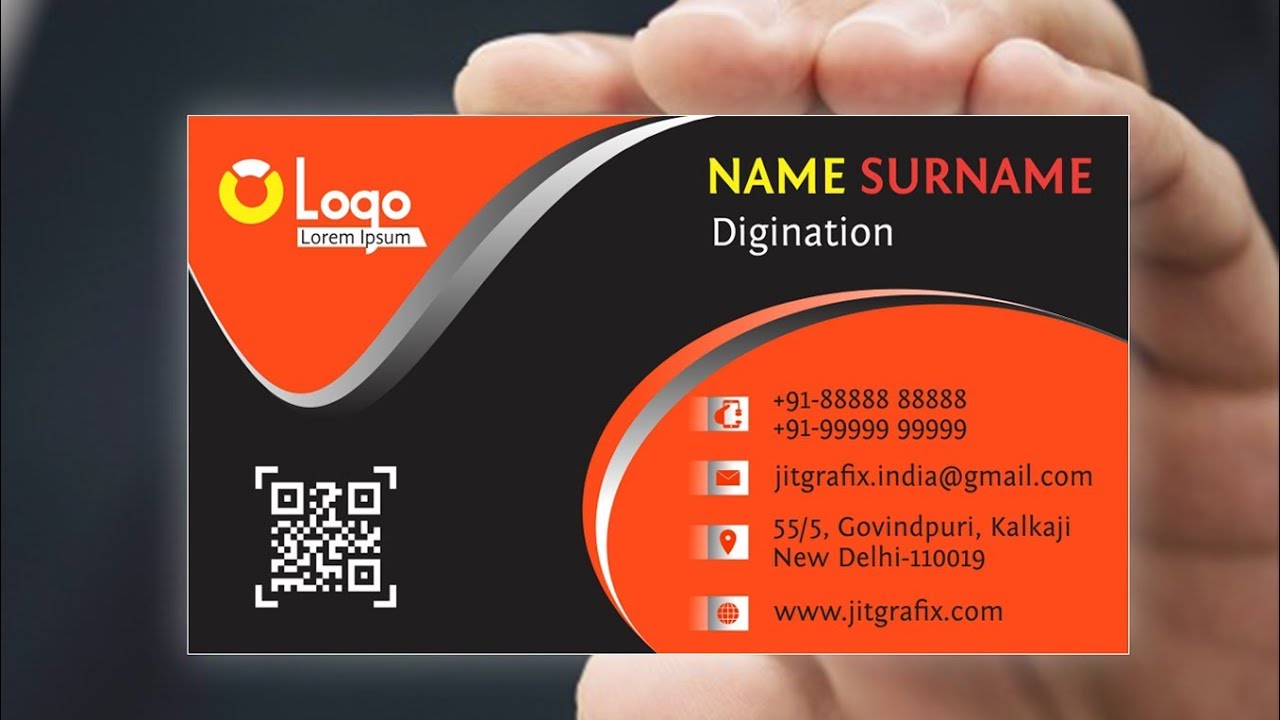 Logo
Lorem Ipsum
NAME SURNAME
Digination
+91-88888 88888
+91-99999 99999
jitgrafix.india@gmail.com
55/5, Govindpuri, Kalkaji
New Delhi-110019
www.jitgrafix.com